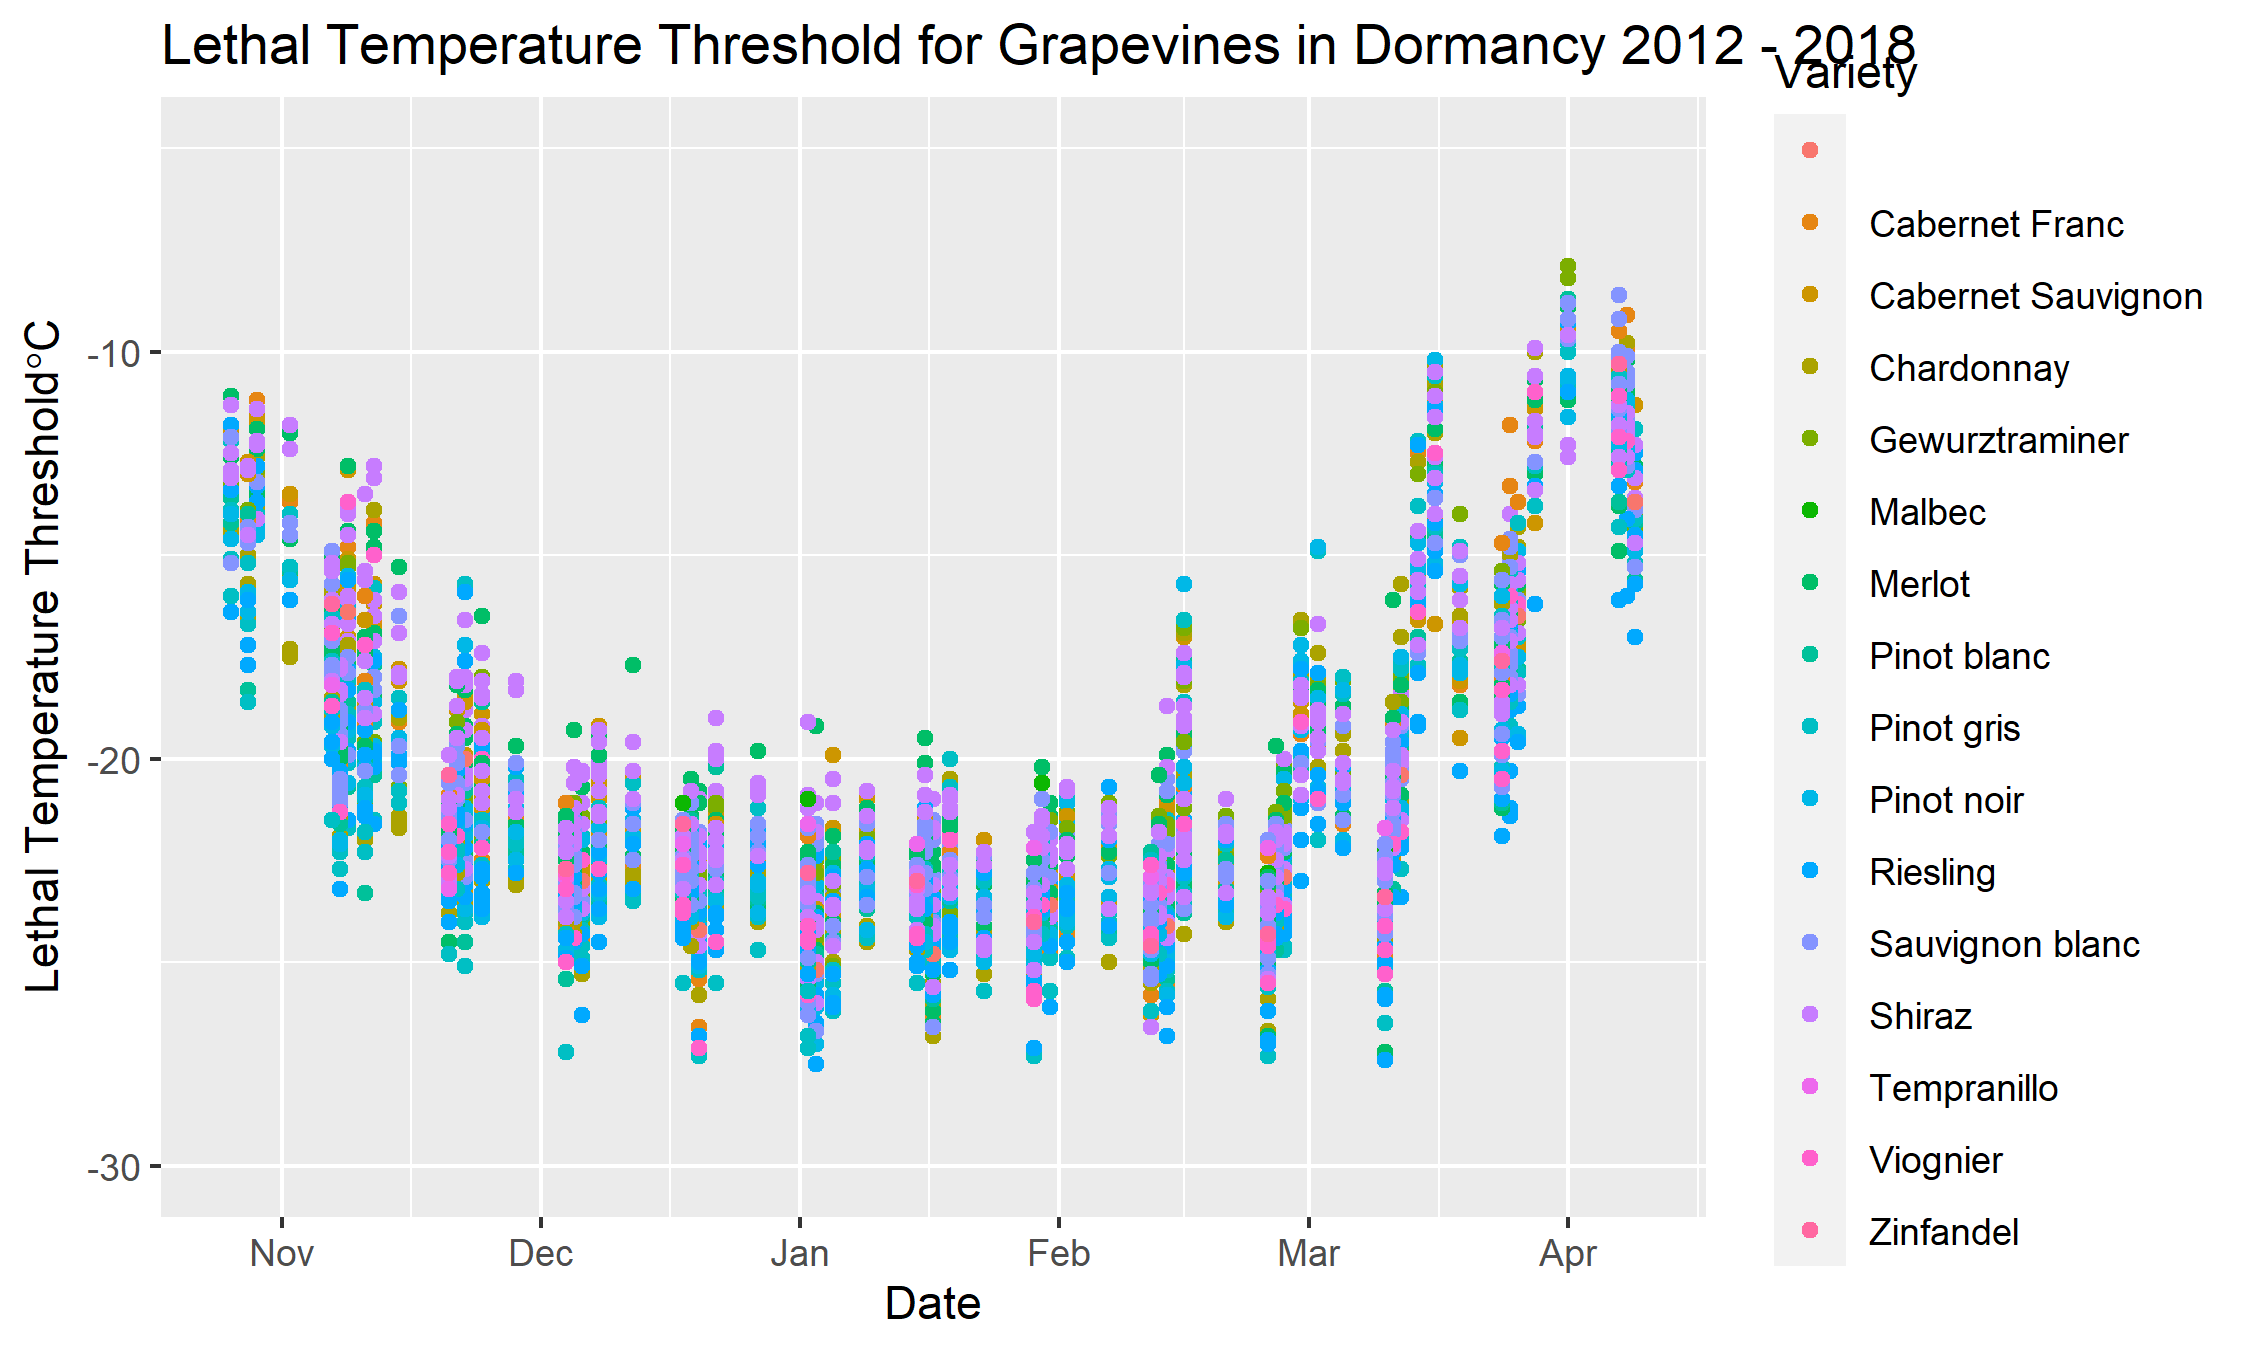 Lethal Temperature Threshold for Grapevines in Dormancy 2012 - 2018
Variety
Cabernet Franc
Cabernet Sauvignon
Chardonnay
Gewurztraminer
Malbec
Merlot
Pinot blanc
Pinot gris
Pinot noir
Riesling
Sauvignon blanc
Shiraz
Tempranillo
Viognier
Zinfandel
Lethal Temperature Threshold°C
-10
-20
-30
Nov Dec Jan Feb Mar Apr
Date